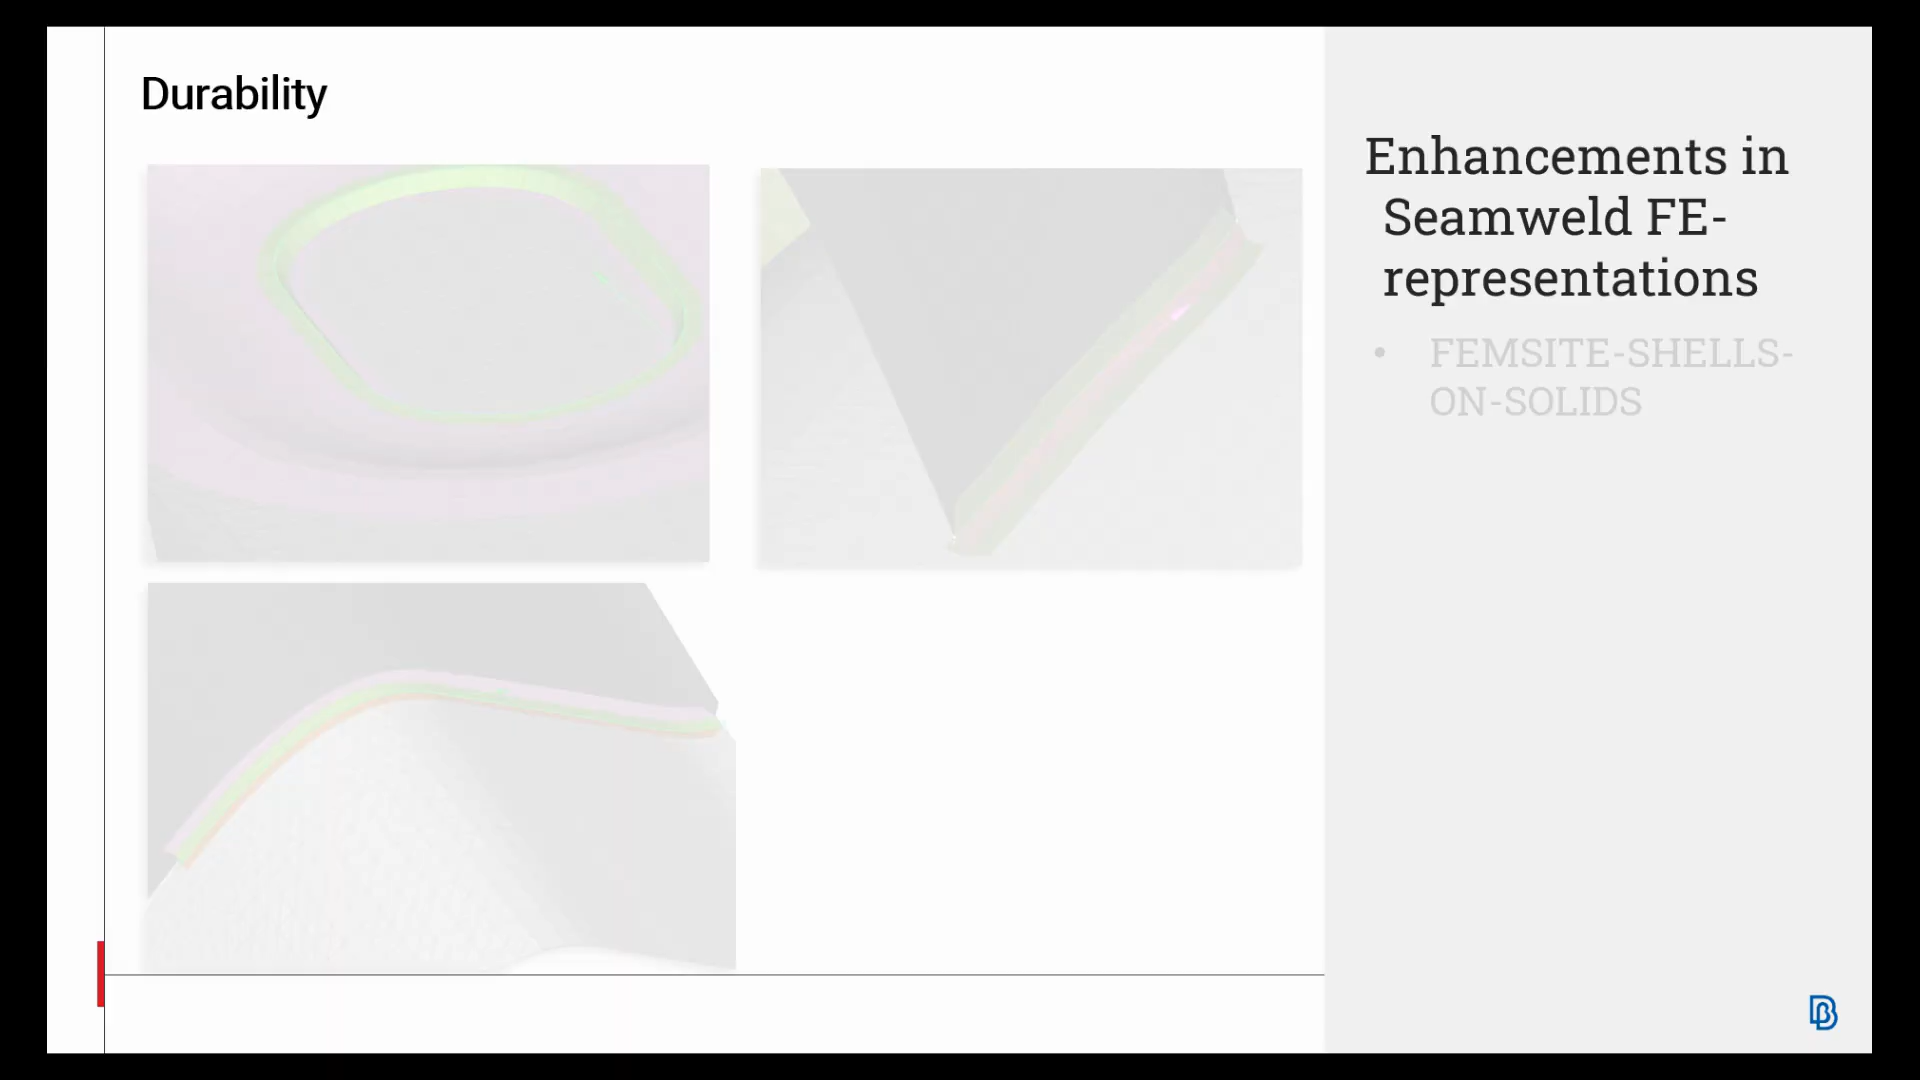 Durability
Enhancements in
Seamweld FE-
representations
• FEMSITE-SHELLS-
ON-SOLIDS